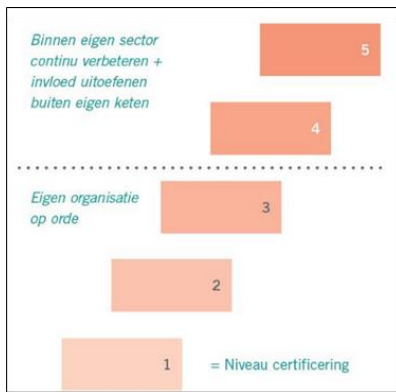 Binnen eigen sector
continu verbeteren +
invloed uitoefenen
buiten eigen keten
5
4
Eigen organisatie
op orde
3
2
1
= Niveau certificering